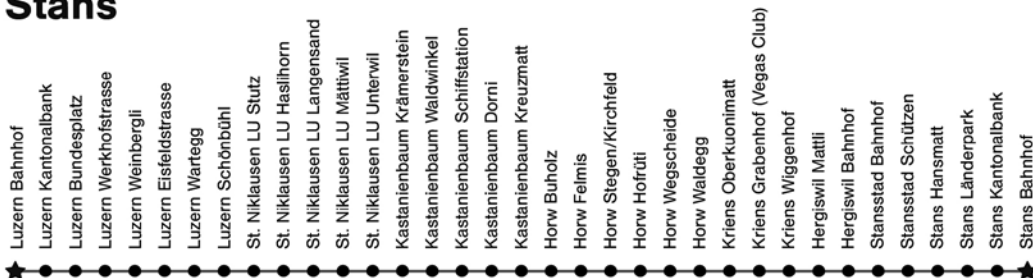 Stans
Luzern Bahnhof
Luzern Kantonalbank
Luzern Bundesplatz
Luzern Werkhofstrasse
Luzern Weinbergli
Luzern Eisfeldstrasse
Luzern Wartegg
Luzern Schönbühl
St. Niklausen LU Stutz
St. Niklausen LU Haslihorn
St. Niklausen LU Langensand
St. Niklausen LU Mättiwil
St. Niklausen LU Unterwil
Kastanienbaum Krämerstein
Kastanienbaum Waldwinkel
Kastanienbaum Schiffstation
Kastanienbaum Dorni
Kastanienbaum Kreuzmatt
Horw Buholz
Horw Felmis
Horw Stegen/Kirchfeld
Horw Hofrüti
Horw Wegscheide
Horw Waldegg
Kriens Oberkuonimatt
Kriens Grabenhof (Vegas Club)
Kriens Wiggenhof
Hergiswil Mattli
Hergiswil Bahnhof
Stansstad Bahnhof
Stansstad Schützen
Stans Hansmatt
Stans Länderpark
Stans Kantonalbank
Stans Bahnhof